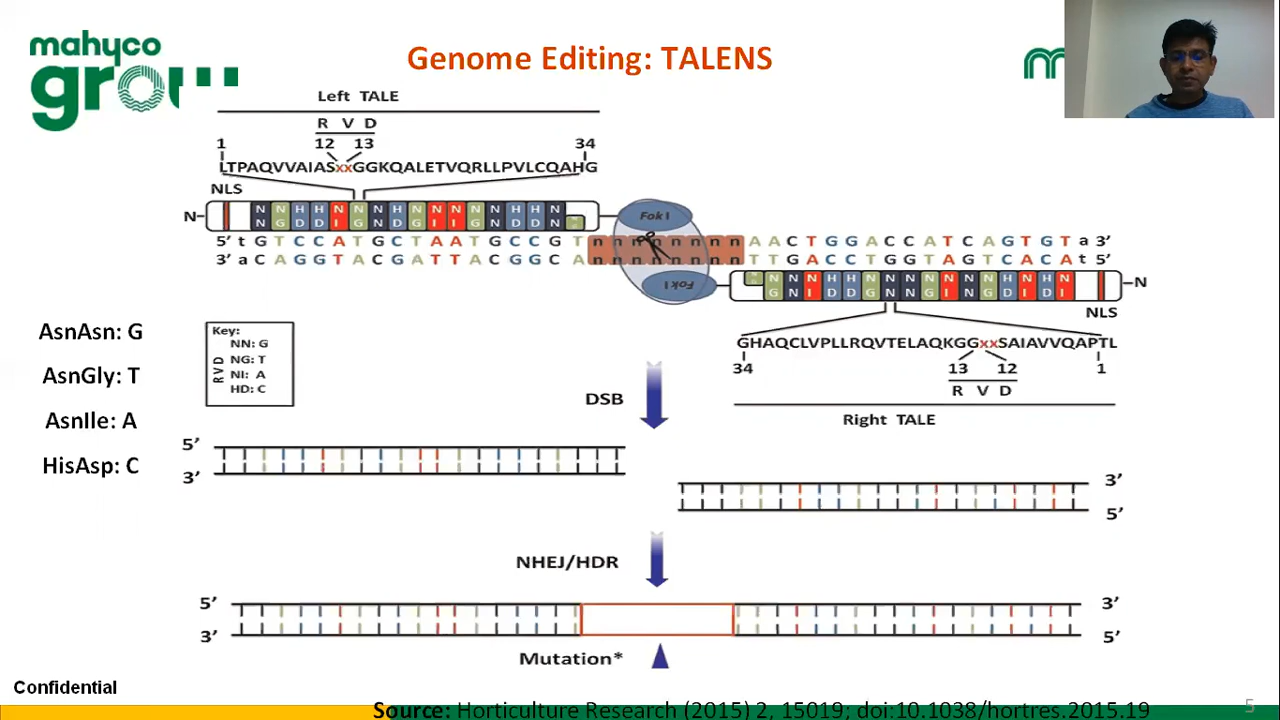 mahyco
grow
Genome Editing: TALENS
Left TALE
R V D
1 12 13 34
LTPAQVVAIASxxGGKQALETVQRLLPVLCQAHG
NLS
N
N N H H N N N H N N N N N H H N
N G D D I G N D G I I G N D D N
Fok I
5’ t G T C C A T G C T A A T G C C G T n n n n n n n n A A C T G G A C C A T C A G T G T a 3’
3’ a C A G G T A C G A T T A C G G C A n n n n n n n n T T G A C C T G G T A G T C A C A t 5’
Fok I
N
NLS
GHAQCLVPLLRQVTELAQKGGxxSAIAVVQAPTL
34 13 12 1
R V D
Right TALE
AsnAsn: G
AsnGly: T
AsnIle: A
HisAsp: C
Key:
RVD
NN: G
NG: T
NI: A
HD: C
DSB
5’
3’
3’
5’
NHEJ/HDR
5’ 3’
3’ 5’
Mutation*
Confidential
Source: Horticulture Research (2015) 2, 15019; doi:10.1038/hortres.2015.19
5